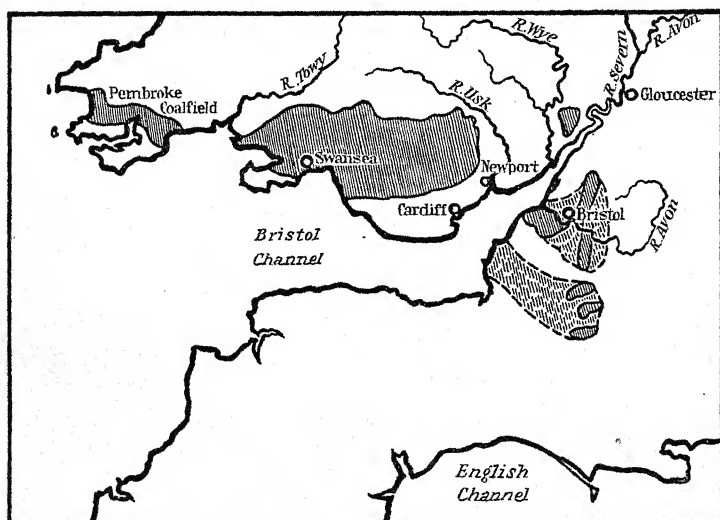 R. Wye
R. Avon
R. Severn
R. Towy
Pembroke
Coalfield
R. Usk
Gloucester
Swansea
Newport
Cardiff
Bristol
R. Avon
Bristol
Channel
English
Channel